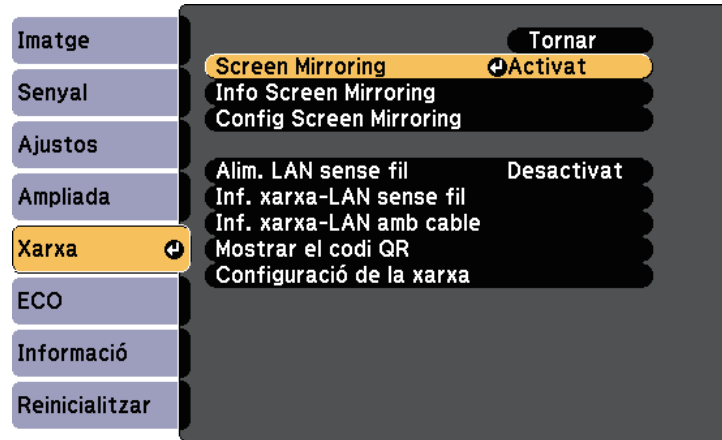 Imatge
Senyal
Ajustos
Ampliada
Xarxa
ECO
Informació
Reinicialitzar
Tornar
Screen Mirroring Activat
Info Screen Mirroring
Config Screen Mirroring
Alim. LAN sense fil Desactivat
Inf. xarxa-LAN sense fil
Inf. xarxa-LAN amb cable
Mostrar el codi QR
Configuració de la xarxa